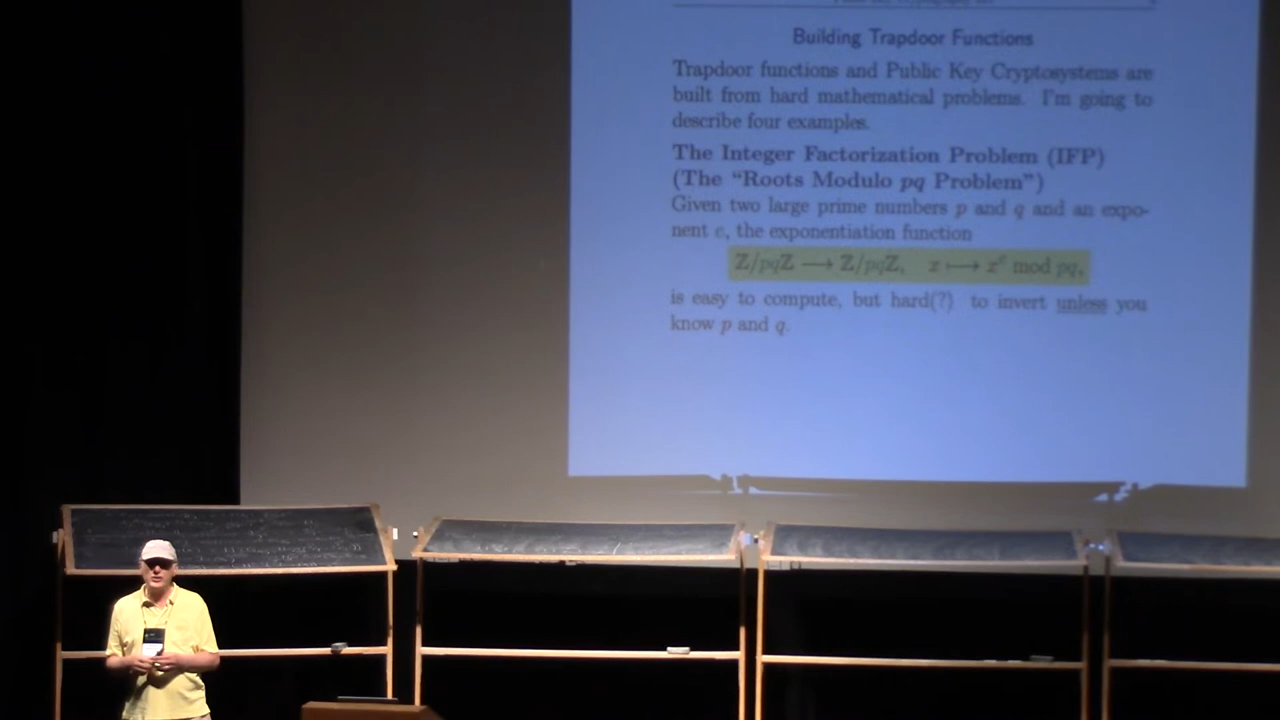 Building Trapdoor Functions
Trapdoor functions and Public Key Cryptosystems are
built from hard mathematical problems. I'm going to
describe four examples.
The Integer Factorization Problem (IFP)
(The “Roots Modulo pq Problem”)
Given two large prime numbers p and q and an expo-
nent e, the exponentiation function
ℤ/pqℤ ⟶ ℤ/pqℤ, x ⟼ xᵉ mod pq,
is easy to compute, but hard(?) to invert unless you
know p and q.